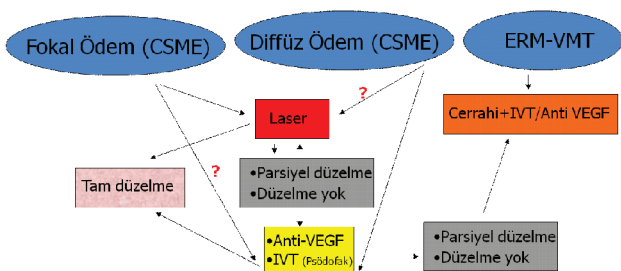 Fokal Ödem (CSME)
Diffüz Ödem (CSME)
ERM-VMT
?
Laser
Cerrahi+IVT/Anti VEGF
?
Tam düzelme
•Parsiyel düzelme
•Düzelme yok
•Anti-VEGF
•IVT (Psödofak)
•Parsiyel düzelme
•Düzelme yok